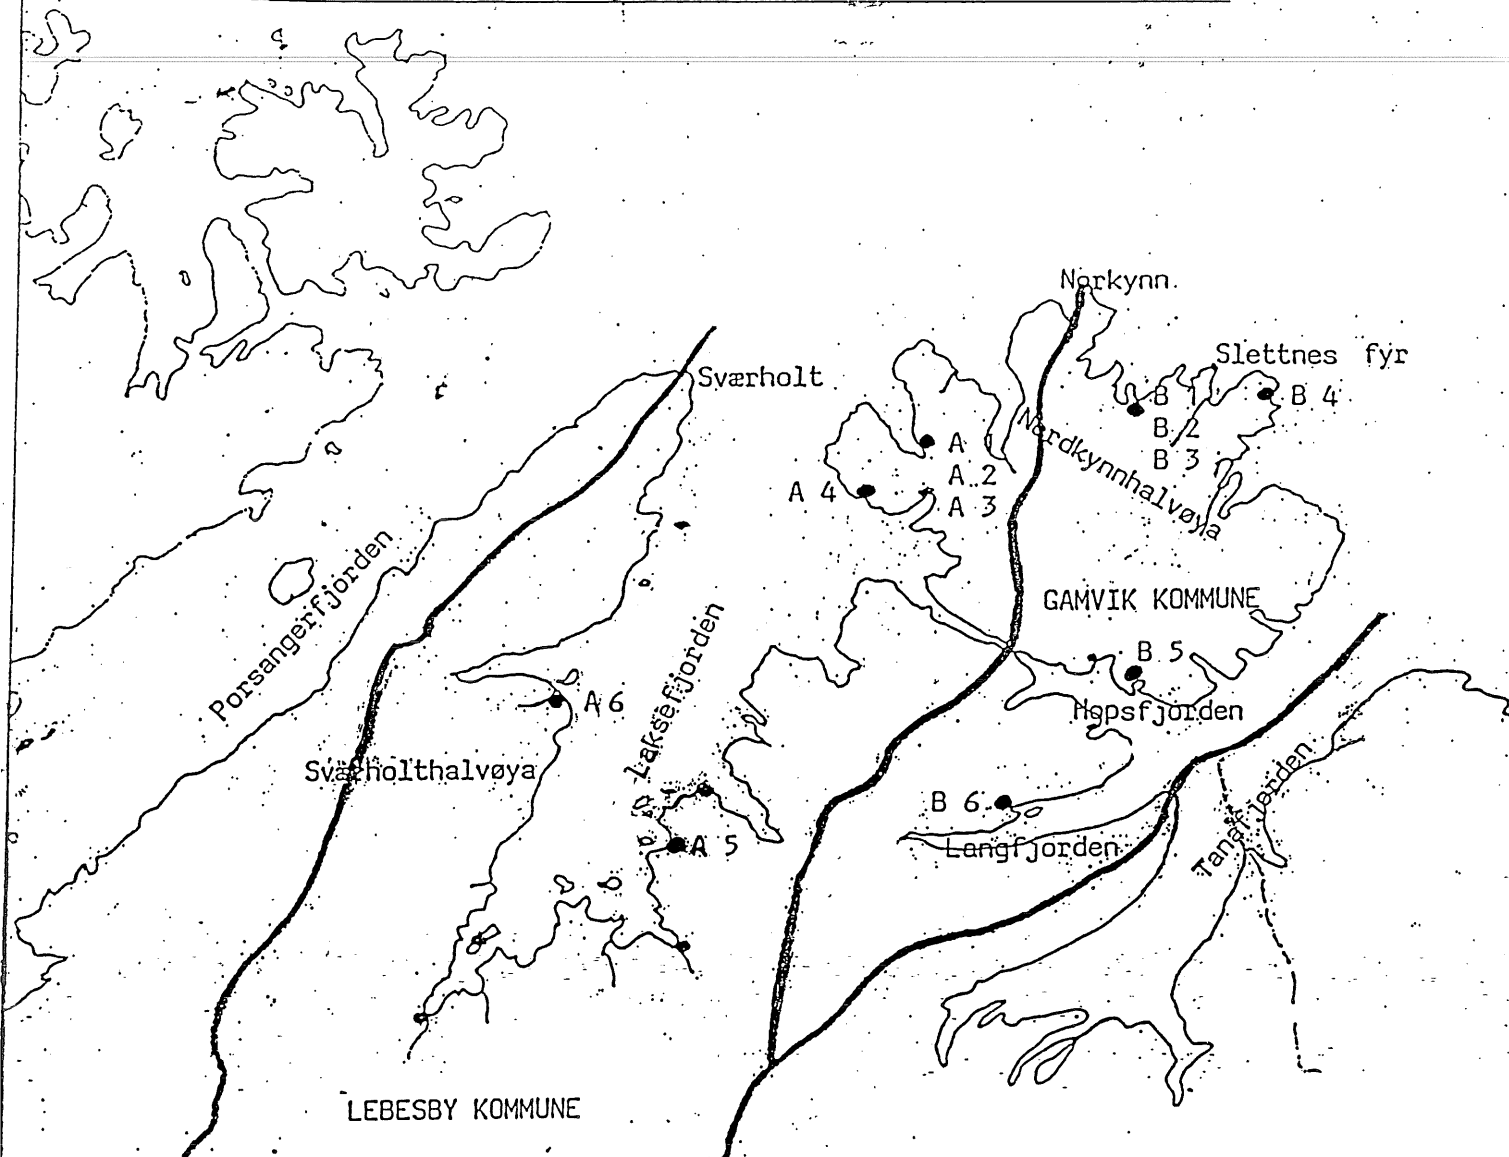 Norkynn.
Slettnes fyr
Sværholt
B 1
B 4
B 2
B 3
Nordkynnhalvøya
A 1
A 2
A 3
A 4
Porsangerfjorden
GAMVIK KOMMUNE
Laksefjorden
B 5
A 6
Hopsfjorden
Sværholthalvøya
Tanafjorden
B 6
Langfjorden
A 5
LEBESBY KOMMUNE